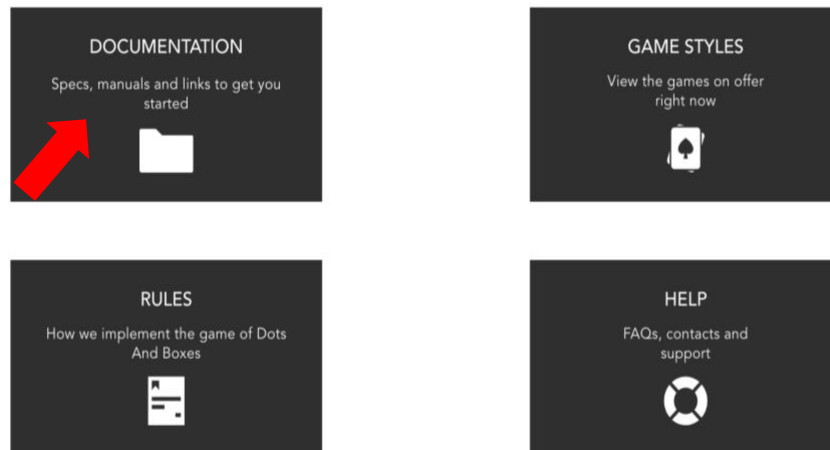 DOCUMENTATION
Specs, manuals and links to get you
started
GAME STYLES
View the games on offer
right now
RULES
How we implement the game of Dots
And Boxes
HELP
FAQs, contacts and
support